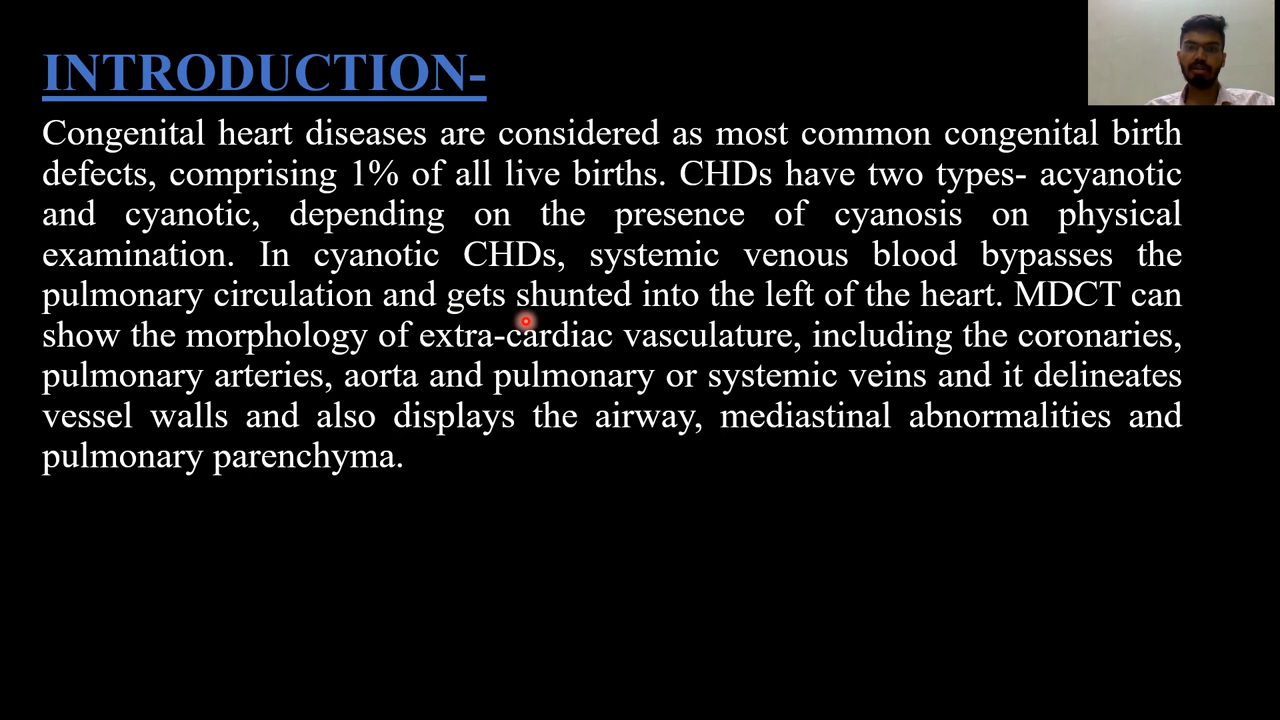 INTRODUCTION-
Congenital heart diseases are considered as most common congenital birth
defects, comprising 1% of all live births. CHDs have two types- acyanotic
and cyanotic, depending on the presence of cyanosis on physical
examination. In cyanotic CHDs, systemic venous blood bypasses the
pulmonary circulation and gets shunted into the left of the heart. MDCT can
show the morphology of extra-cardiac vasculature, including the coronaries,
pulmonary arteries, aorta and pulmonary or systemic veins and it delineates
vessel walls and also displays the airway, mediastinal abnormalities and
pulmonary parenchyma.